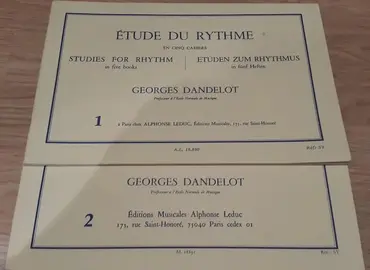 ÉTUDE DU RYTHME
EN CINQ CAHIERS
STUDIES FOR RHYTHM
in five books
ETUDEN ZUM RHYTHMUS
in fünf Heften
GEORGES DANDELOT
Professeur à l'École Normale de Musique
1
à Paris chez ALPHONSE LEDUC, Éditions Musicales, 175, rue Saint-Honoré
A.L.
GEORGES DANDELOT
Professeur à l'École Normale de Musique
2
Éditions Musicales Alphonse Leduc
175, rue Saint-Honoré, 75040 Paris cedex 01